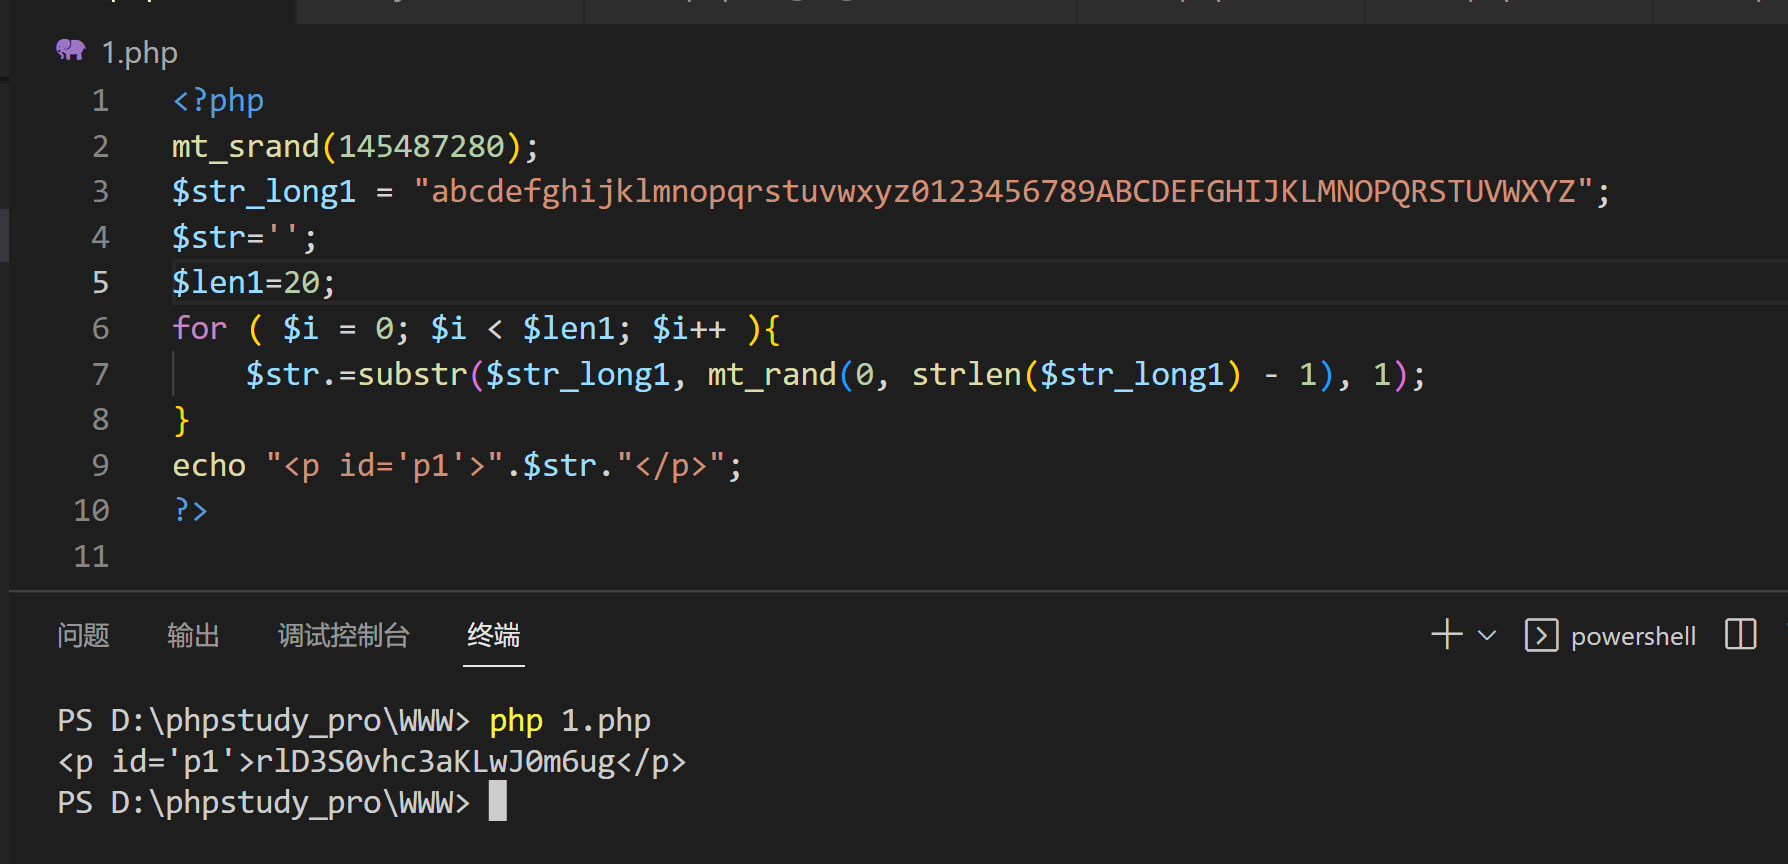 1.php
1 <?php
2 mt_srand(145487280);
3 $str_long1 = "abcdefghijklmnopqrstuvwxyz0123456789ABCDEFGHIJKLMNOPQRSTUVWXYZ";
4 $str='';
5 $len1=20;
6 for ( $i = 0; $i < $len1; $i++ ){
7 $str.=substr($str_long1, mt_rand(0, strlen($str_long1) - 1), 1);
8 }
9 echo "<p id='p1'>".$str."</p>";
10 ?>
11
问题 输出 调试控制台 终端 powershell
PS D:\phpstudy_pro\WWW> php 1.php
<p id='p1'>rlD3S0vhc3aKLwJ0m6ug</p>
PS D:\phpstudy_pro\WWW>